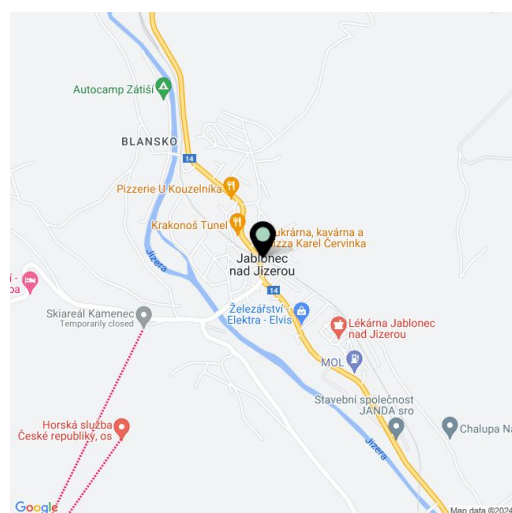 Autocamp Zátiší
BLANSKO
14
Pizzerie U Kouzelníka
Krakonoš Tunel
ukrárna, kavárna a
izza Karel Červinka
Jizera
Jablonec
nad Jizerou
14
Skiareál Kamenec
Temporarily closed
Železářství
Elektra - Elvis
Lékárna Jablonec
nad Jizerou
MOL
Stavební společnost
JANDA sro
Horská služba
České republiky, os
Jizera
Chalupa Na
Google
Map data ©2024